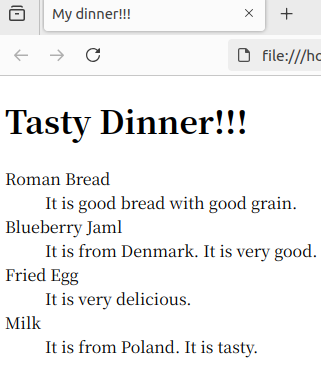 My dinner!!!
file:///ho
Tasty Dinner!!!
Roman Bread
It is good bread with good grain.
Blueberry Jaml
It is from Denmark. It is very good.
Fried Egg
It is very delicious.
Milk
It is from Poland. It is tasty.